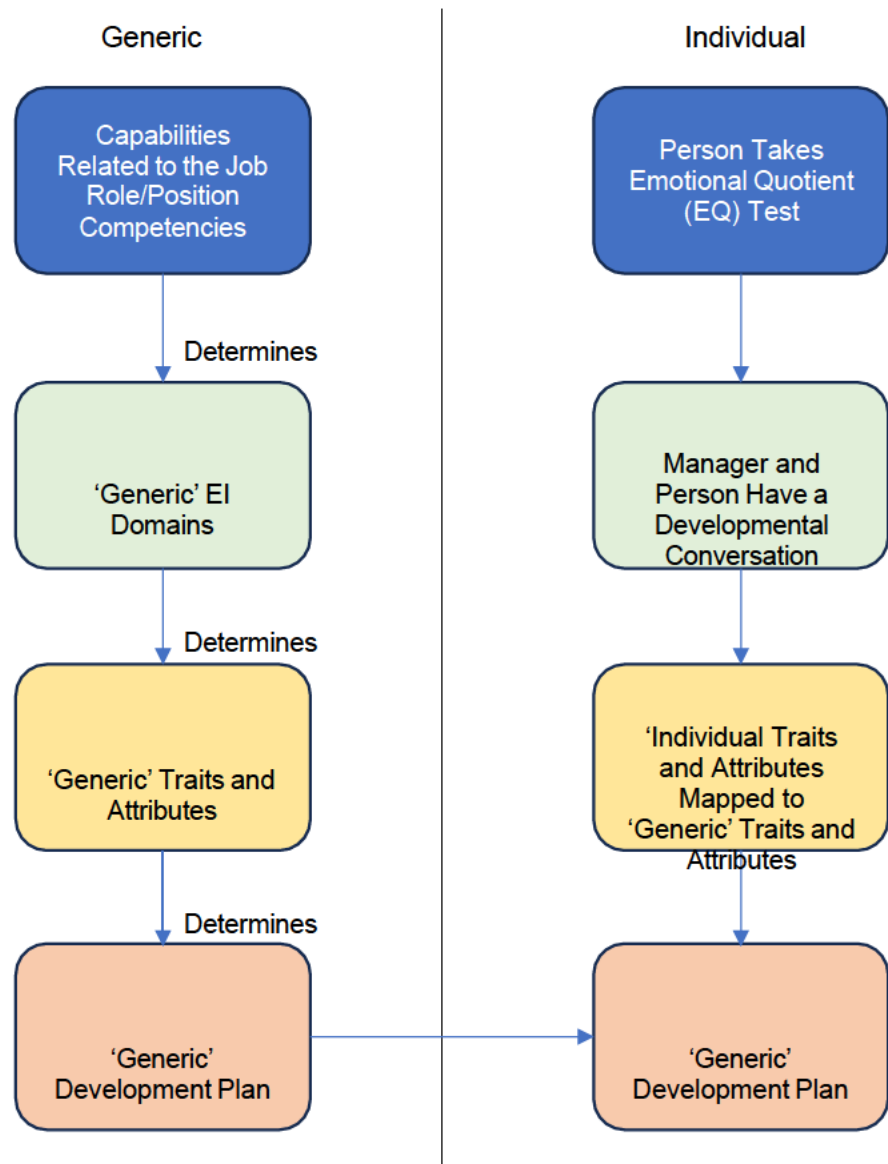 Generic
Individual
Capabilities
Related to the Job
Role/Position
Competencies
Person Takes
Emotional Quotient
(EQ) Test
Determines
‘Generic’ EI
Domains
Manager and
Person Have a
Developmental
Conversation
Determines
‘Generic’ Traits and
Attributes
‘Individual Traits
and Attributes
Mapped to
‘Generic’ Traits and
Attributes
Determines
‘Generic’
Development Plan
‘Generic’
Development Plan